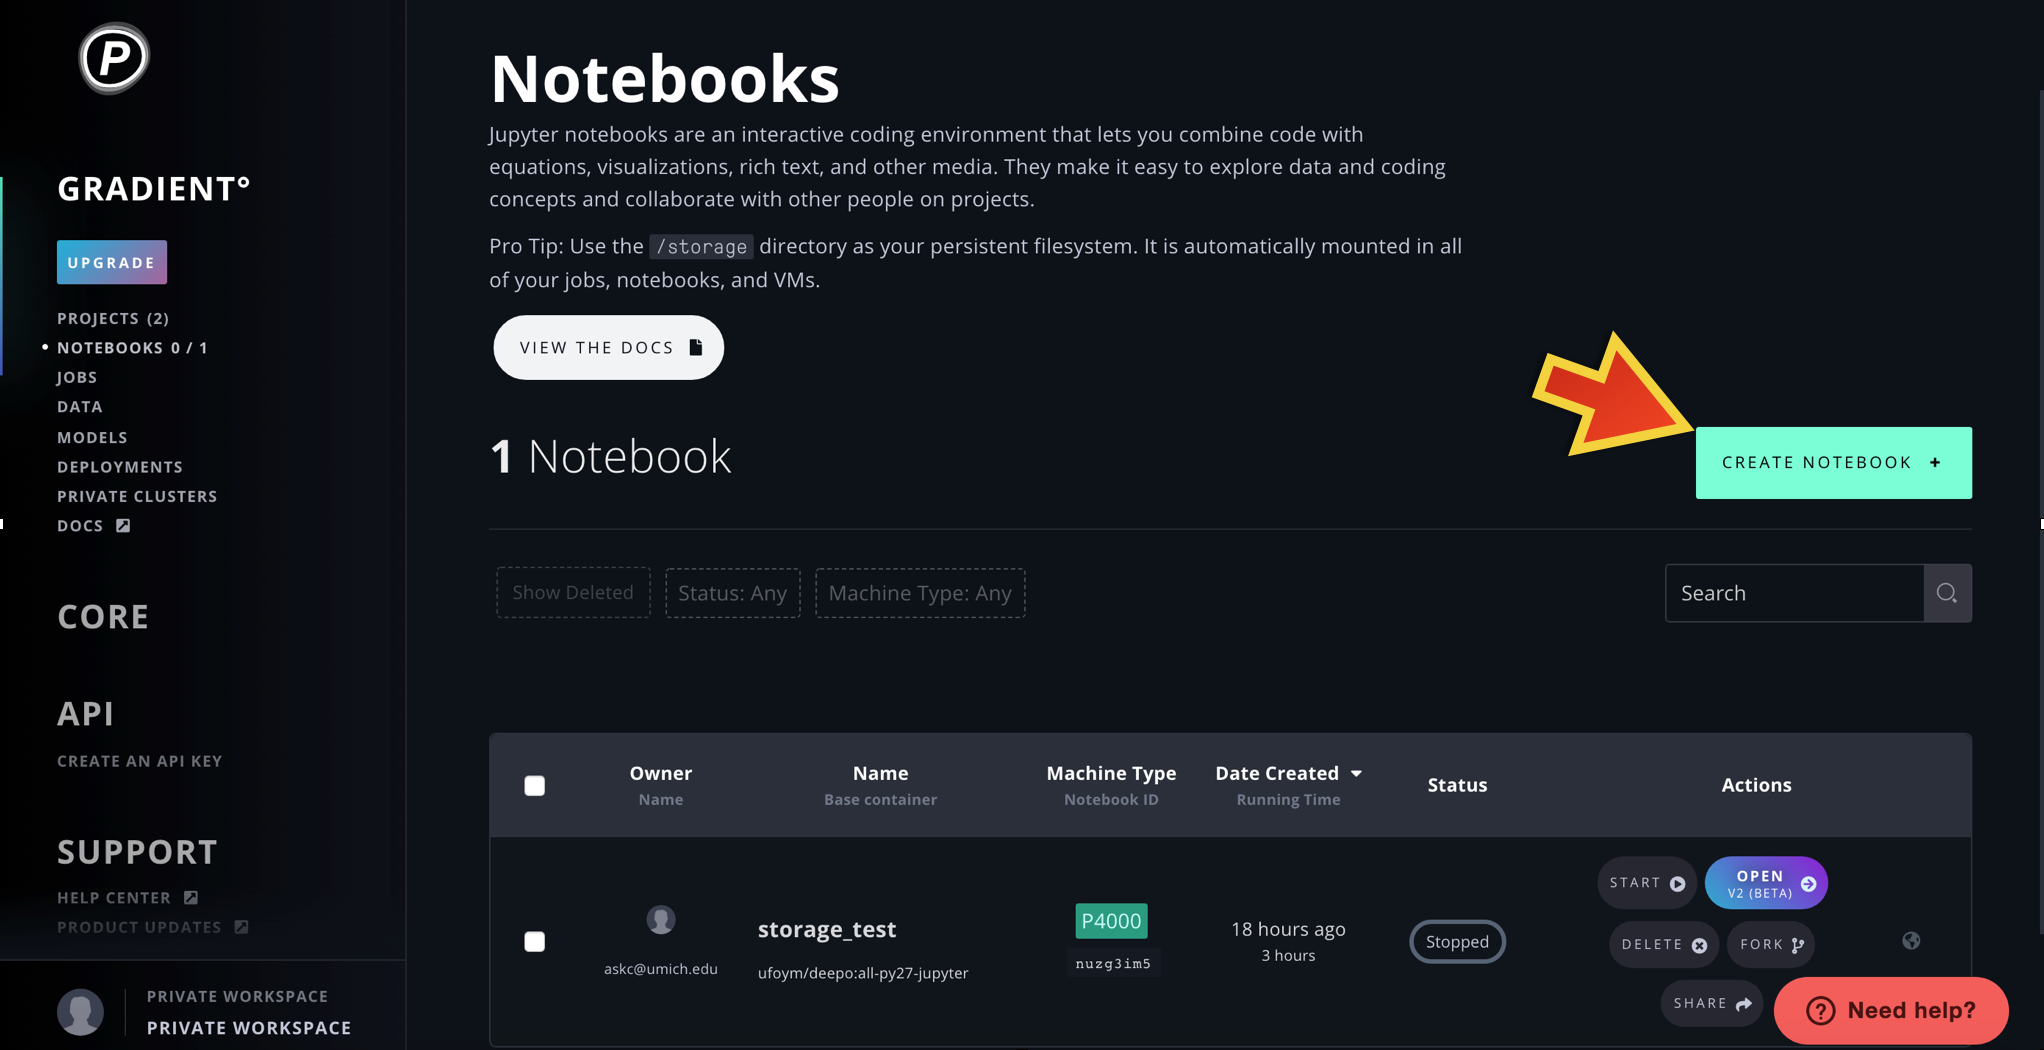 P
GRADIENT°
UPGRADE
PROJECTS (2)
NOTEBOOKS 0 / 1
JOBS
DATA
MODELS
DEPLOYMENTS
PRIVATE CLUSTERS
DOCS
CORE
API
CREATE AN API KEY
SUPPORT
HELP CENTER
PRODUCT UPDATES
PRIVATE WORKSPACE
PRIVATE WORKSPACE
Notebooks
Jupyter notebooks are an interactive coding environment that lets you combine code with
equations, visualizations, rich text, and other media. They make it easy to explore data and coding
concepts and collaborate with other people on projects.
Pro Tip: Use the /storage directory as your persistent filesystem. It is automatically mounted in all
of your jobs, notebooks, and VMs.
VIEW THE DOCS
1 Notebook
CREATE NOTEBOOK +
Show Deleted Status: Any Machine Type: Any Search
Owner Name Machine Type Date Created Status Actions
Name Base container Notebook ID Running Time
START OPEN
V2 (BETA)
storage_test P4000 18 hours ago Stopped
DELETE FORK
askc@umich.edu ufoym/deepo:all-py27-jupyter nuzg3im5 3 hours
SHARE
Need help?